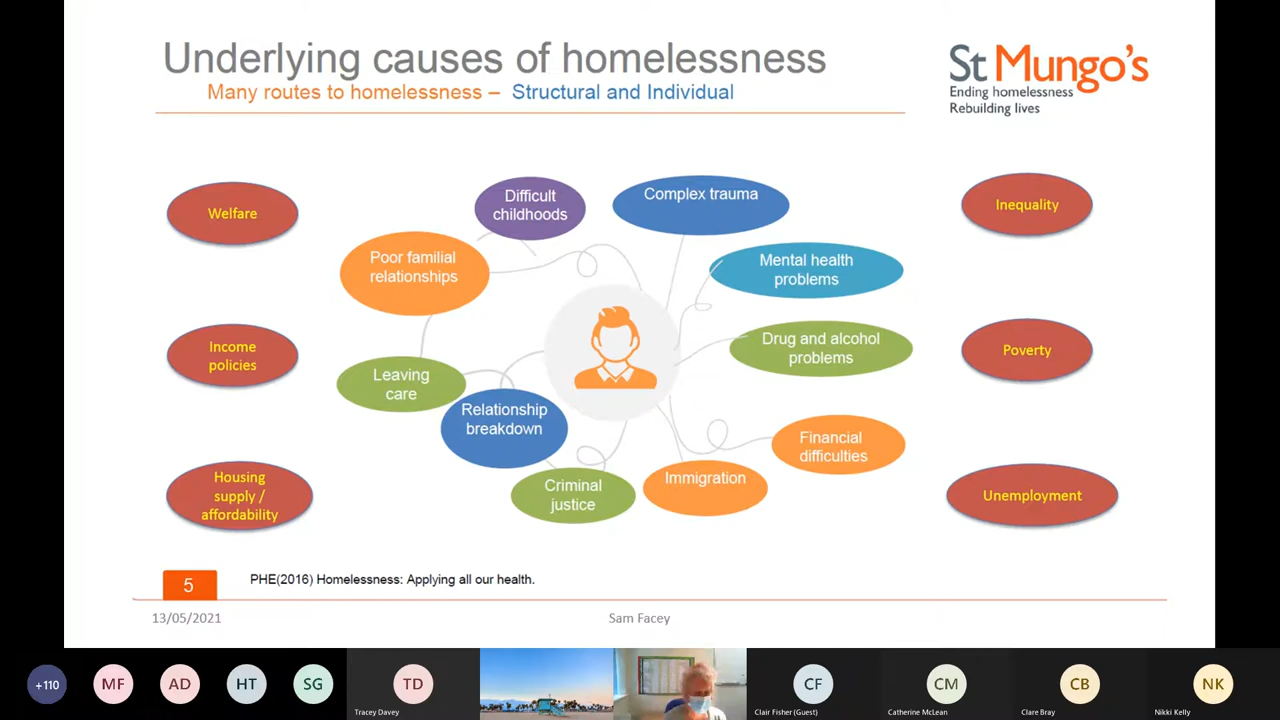 Underlying causes of homelessness
Many routes to homelessness – Structural and Individual
St Mungo's
Ending homelessness
Rebuilding lives
Welfare
Income
policies
Housing
supply /
affordability
Difficult
childhoods
Complex trauma
Poor familial
relationships
Mental health
problems
Drug and alcohol
problems
Leaving
care
Relationship
breakdown
Financial
difficulties
Criminal
justice
Immigration
Inequality
Poverty
Unemployment
5
PHE(2016) Homelessness: Applying all our health.
13/05/2021
Sam Facey
+110
MF
AD
HT
SG
TD
Tracey Davey
CF
Clair Fisher (Guest)
CM
Catherine McLean
CB
Clare Bray
NK
Nikki Kelly